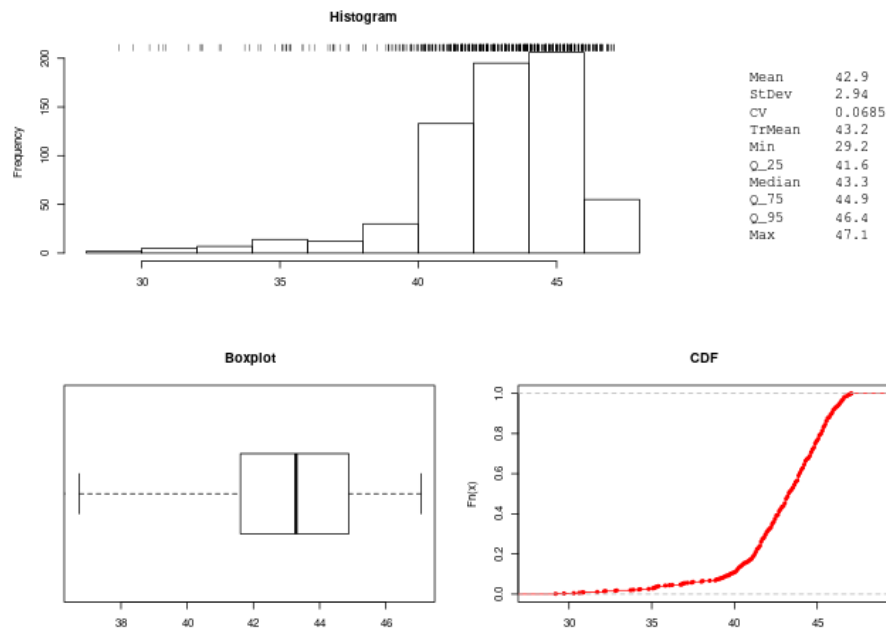 Histogram
Frequency
0 50 100 150 200
30 35 40 45
Mean 42.9
StDev 2.94
CV 0.0685
TrMean 43.2
Min 29.2
Q_25 41.6
Median 43.3
Q_75 44.9
Q_95 46.4
Max 47.1
Boxplot
38 40 42 44 46
CDF
Fn(x)
0.0 0.2 0.4 0.6 0.8 1.0
30 35 40 45